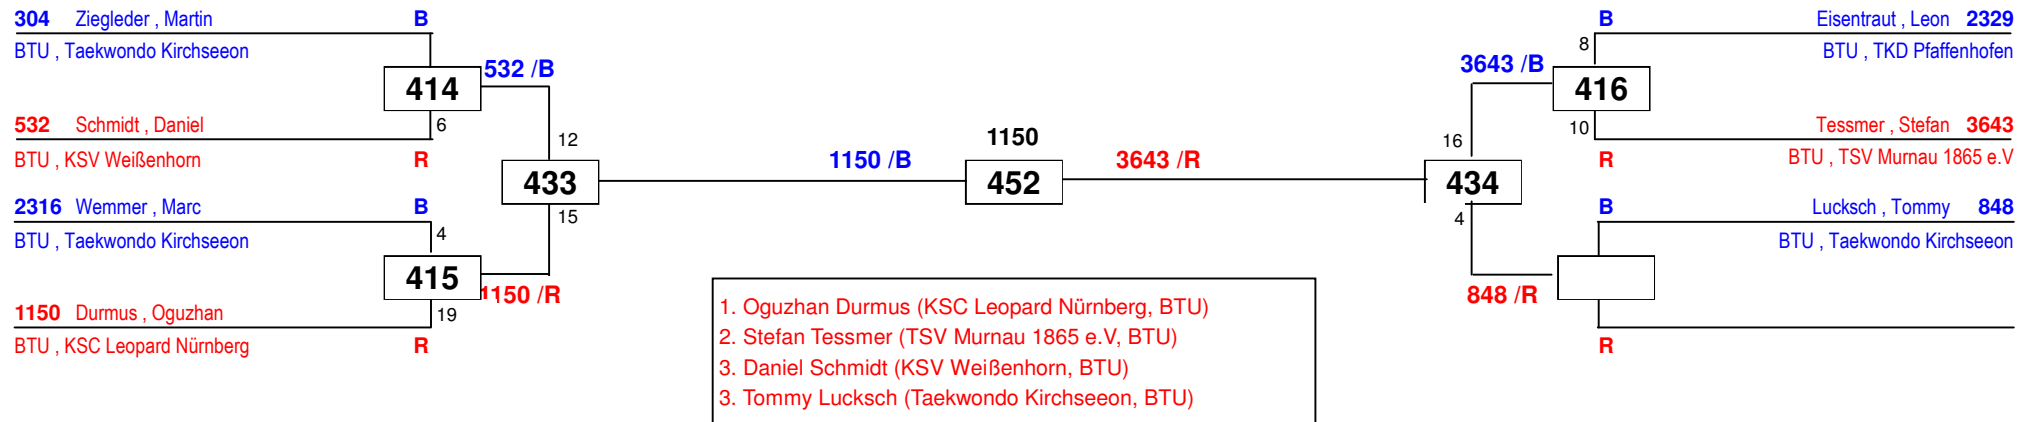 304 Ziegleder , Martin B
BTU , Taekwondo Kirchseeon
414
532 /B
532 Schmidt , Daniel
6
BTU , KSV Weißenhorn R
12
433
15
2316 Wemmer , Marc B
BTU , Taekwondo Kirchseeon
4
415
1150 /R
1150 Durmus , Oguzhan
19
BTU , KSC Leopard Nürnberg R
1150 /B
1150
452
3643 /R
B Eisentraut , Leon 2329
8
BTU , TKD Pfaffenhofen
3643 /B
416
10
Tessmer , Stefan 3643
R BTU , TSV Murnau 1865 e.V
16
434
4
B Lucksch , Tommy 848
BTU , Taekwondo Kirchseeon
848 /R
R
1. Oguzhan Durmus (KSC Leopard Nürnberg, BTU)
2. Stefan Tessmer (TSV Murnau 1865 e.V, BTU)
3. Daniel Schmidt (KSV Weißenhorn, BTU)
3. Tommy Lucksch (Taekwondo Kirchseeon, BTU)